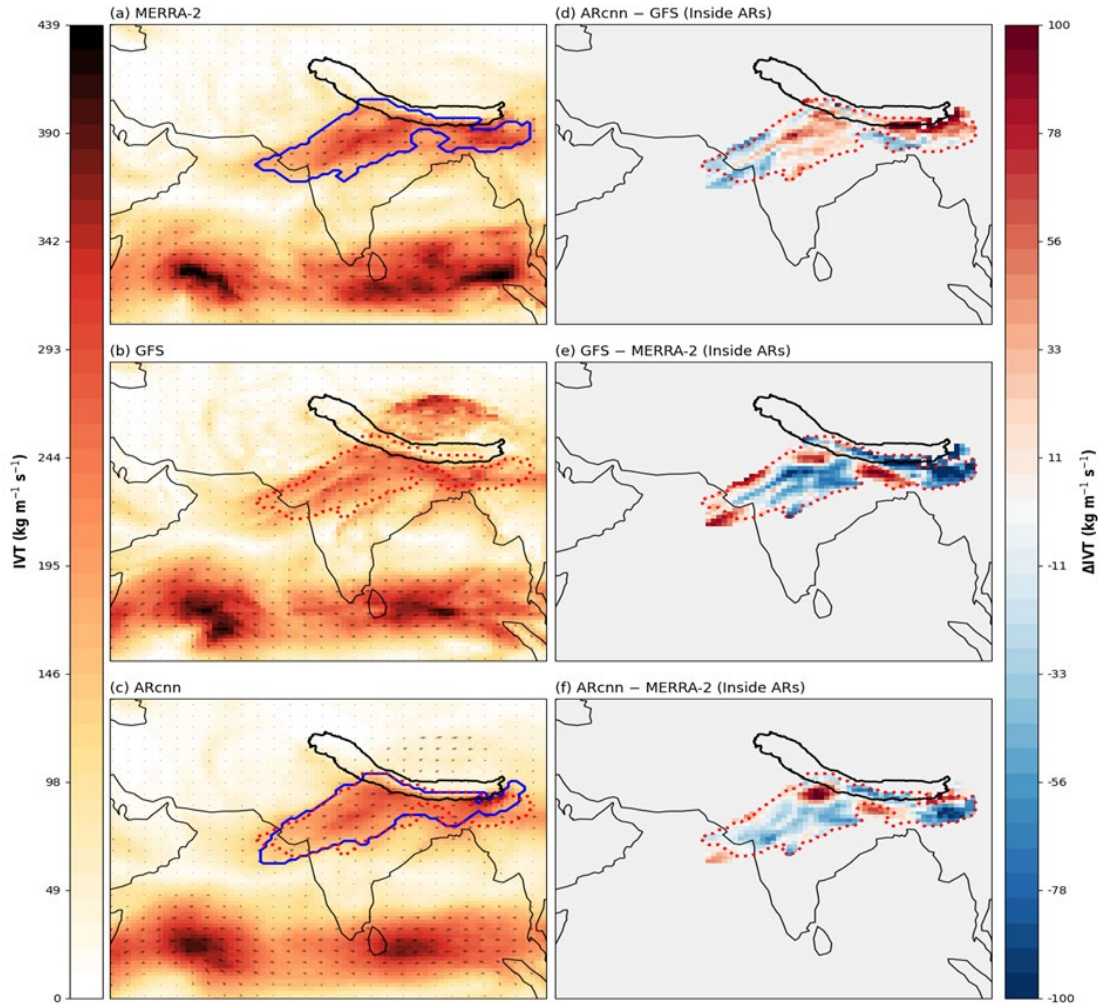 (a) MERRA-2
(d) ARcnn − GFS (Inside ARs)
(b) GFS
(e) GFS − MERRA-2 (Inside ARs)
(c) ARcnn
(f) ARcnn − MERRA-2 (Inside ARs)
439
390
342
293
244
195
146
98
49
0
IVT (kg m⁻¹ s⁻¹)
100
78
56
33
11
-11
-33
-56
-78
-100
ΔIVT (kg m⁻¹ s⁻¹)